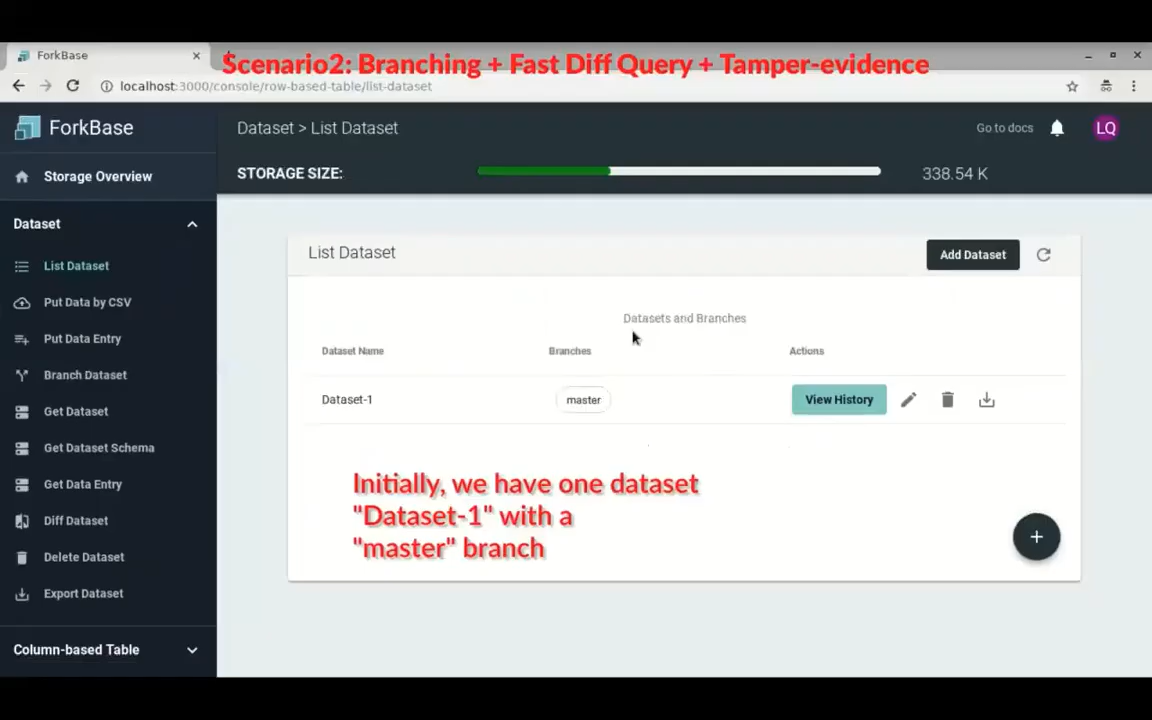 ForkBase
Scenario2: Branching + Fast Diff Query + Tamper-evidence
localhost:3000/console/row-based-table/list-dataset
ForkBase
Dataset > List Dataset
Go to docs
LQ
STORAGE SIZE:
338.54 K
Storage Overview
Dataset
List Dataset
Put Data by CSV
Put Data Entry
Branch Dataset
Get Dataset
Get Dataset Schema
Get Data Entry
Diff Dataset
Delete Dataset
Export Dataset
Column-based Table
List Dataset
Add Dataset
Datasets and Branches
Dataset Name Branches Actions
Dataset-1 master View History
Initially, we have one dataset
"Dataset-1" with a
"master" branch